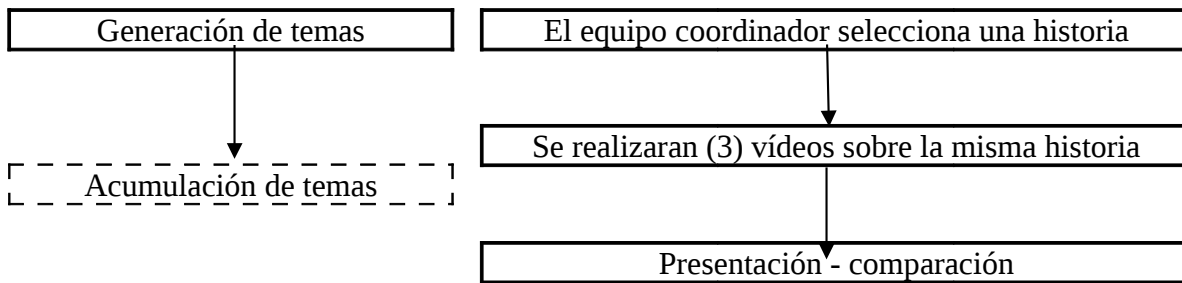 Generación de temas
El equipo coordinador selecciona una historia
Se realizaran (3) vídeos sobre la misma historia
Acumulación de temas
Presentación - comparación